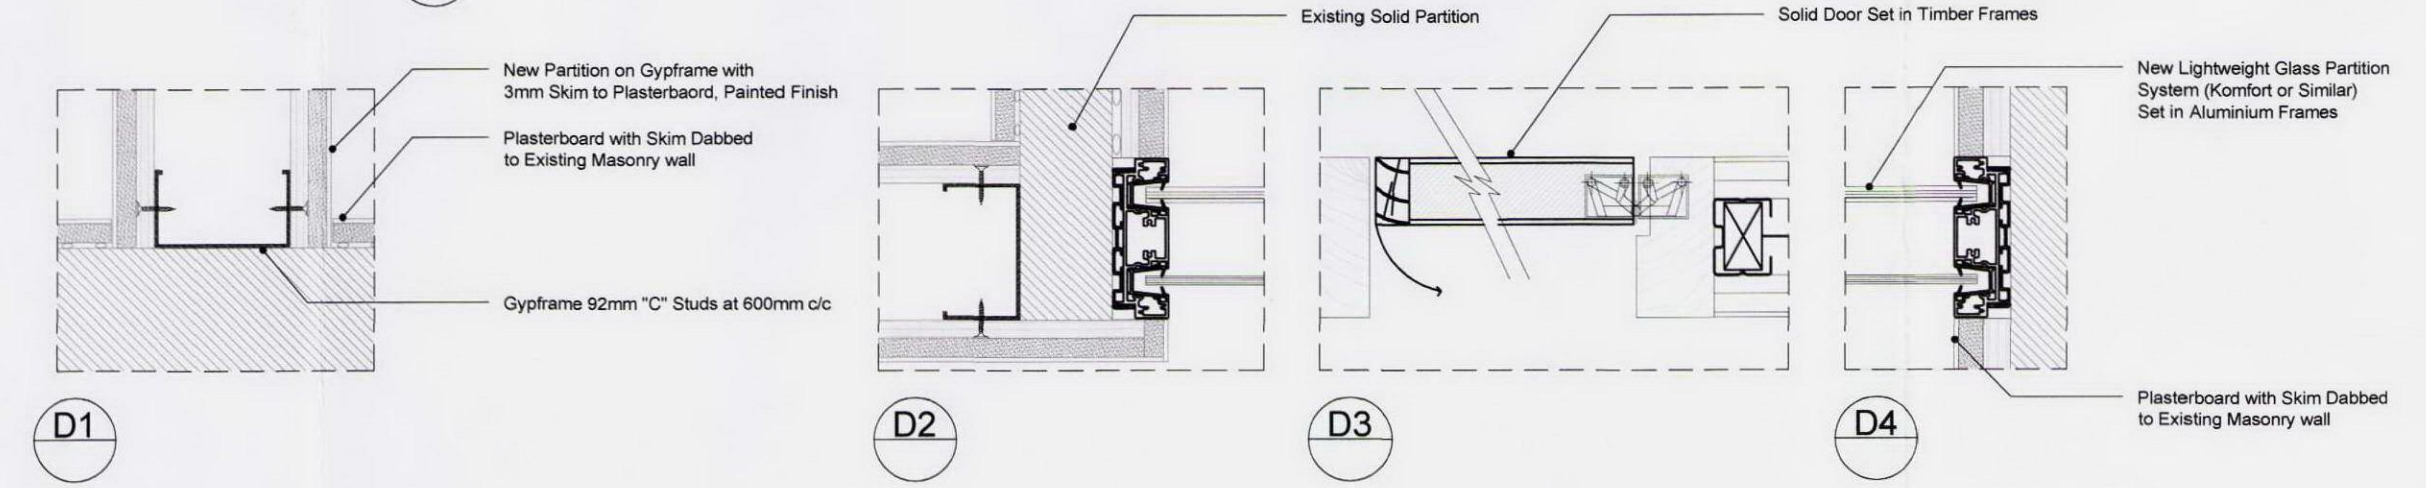 Existing Solid Partition
Solid Door Set in Timber Frames
New Partition on Gypframe with
3mm Skim to Plasterbaord, Painted Finish
Plasterboard with Skim Dabbed
to Existing Masonry wall
Gypframe 92mm "C" Studs at 600mm c/c
New Lightweight Glass Partition
System (Komfort or Similar)
Set in Aluminium Frames
Plasterboard with Skim Dabbed
to Existing Masonry wall
D1
D2
D3
D4